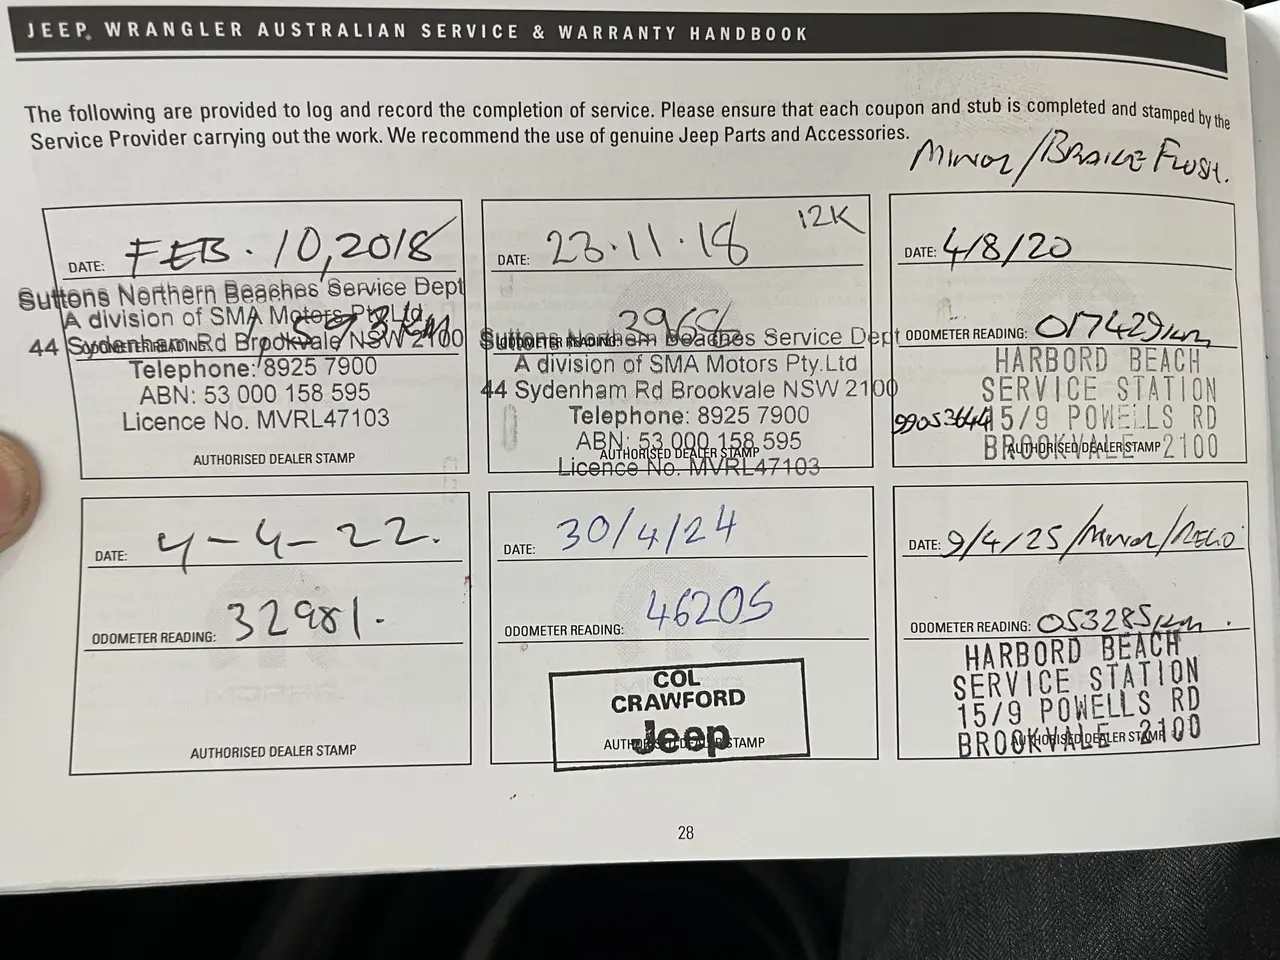 JEEP® WRANGLER AUSTRALIAN SERVICE & WARRANTY HANDBOOK
The following are provided to log and record the completion of service. Please ensure that each coupon and stub is completed and stamped by the
Service Provider carrying out the work. We recommend the use of genuine Jeep Parts and Accessories.
Minor/BRAKE FLUSH.
DATE: FEB. 10, 2018
Suttons Northern Beaches Service Dept
A division of SMA Motors Pty.Ltd
44 Sydenham Rd Brookvale NSW 2100
ODOMETER READING:
Telephone: 8925 7900
ABN: 53 000 158 595
Licence No. MVRL47103
AUTHORISED DEALER STAMP
12K
DATE: 23.11.18
ODOMETER READING:
Suttons Northern Beaches Service Dept
A division of SMA Motors Pty.Ltd
44 Sydenham Rd Brookvale NSW 2100
Telephone: 8925 7900
ABN: 53 000 158 595
AUTHORISED DEALER STAMP
Licence No. MVRL47103
DATE: 4/8/20
ODOMETER READING: 017429km
HARBORD BEACH
SERVICE STATION
99053644 15/9 POWELLS RD
BROOKVALE 2100
AUTHORISED DEALER STAMP
DATE: 4-4-22.
ODOMETER READING: 32981.
AUTHORISED DEALER STAMP
DATE: 30/4/24
ODOMETER READING: 46205
COL
CRAWFORD
Jeep
AUTHORISED DEALER STAMP
DATE: 9/4/25/Minor/REGO
ODOMETER READING: 053285km.
HARBORD BEACH
SERVICE STATION
15/9 POWELLS RD
BROOKVALE 2100
AUTHORISED DEALER STAMP
28